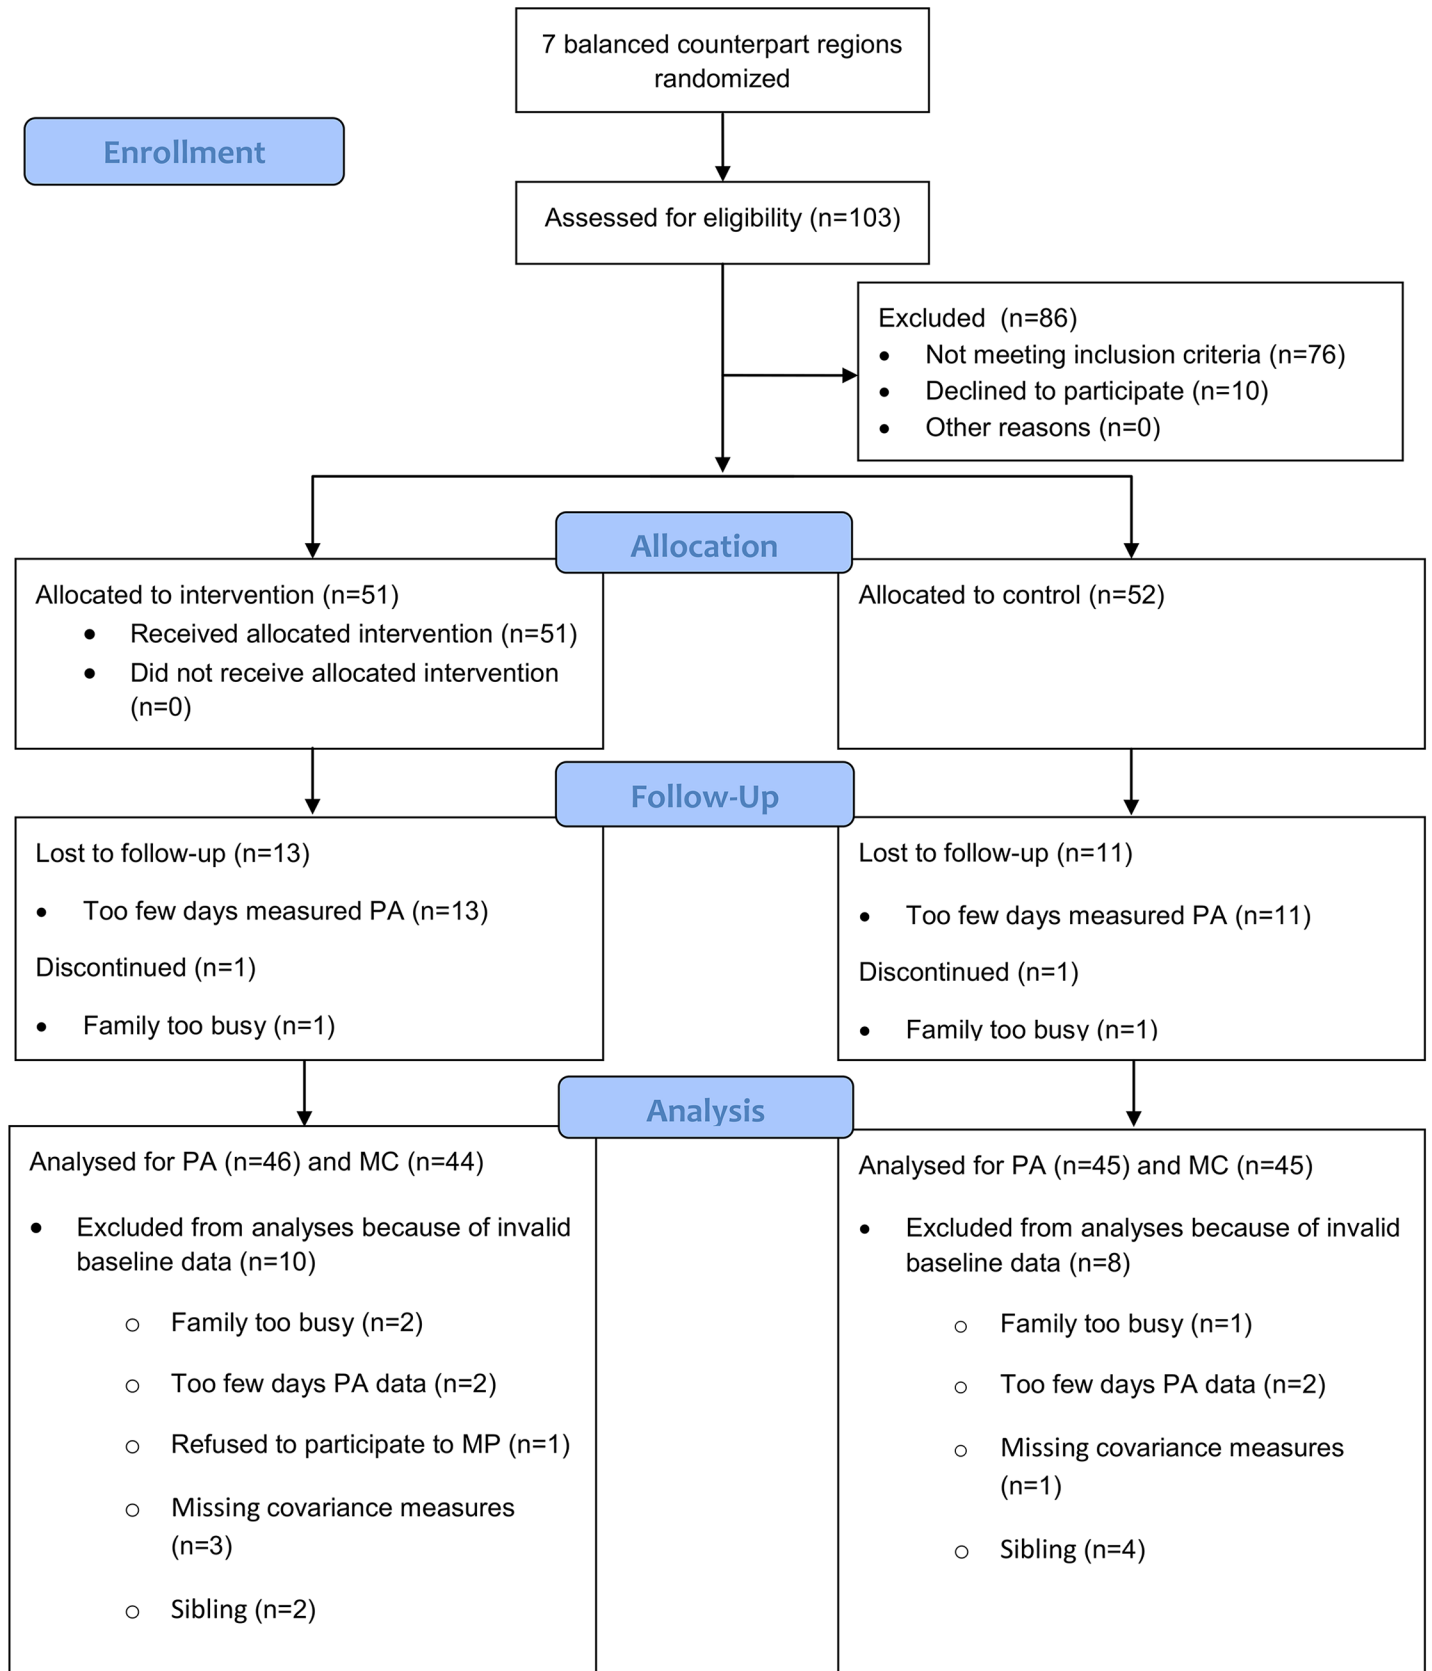 7 balanced counterpart regions
randomized
Enrollment
Assessed for eligibility (n=103)
Excluded  (n=86)
• Not meeting inclusion criteria (n=76)
• Declined to participate (n=10)
• Other reasons (n=0)
Allocation
Allocated to intervention (n=51)
• Received allocated intervention (n=51)
• Did not receive allocated intervention
(n=0)
Allocated to control (n=52)
Follow-Up
Lost to follow-up (n=13)
• Too few days measured PA (n=13)
Discontinued (n=1)
• Family too busy (n=1)
Lost to follow-up (n=11)
• Too few days measured PA (n=11)
Discontinued (n=1)
• Family too busy (n=1)
Analysis
Analysed for PA (n=46) and MC (n=44)
• Excluded from analyses because of invalid
baseline data (n=10)
o Family too busy (n=2)
o Too few days PA data (n=2)
o Refused to participate to MP (n=1)
o Missing covariance measures
(n=3)
o Sibling (n=2)
Analysed for PA (n=45) and MC (n=45)
• Excluded from analyses because of invalid
baseline data (n=8)
o Family too busy (n=1)
o Too few days PA data (n=2)
o Missing covariance measures
(n=1)
o Sibling (n=4)